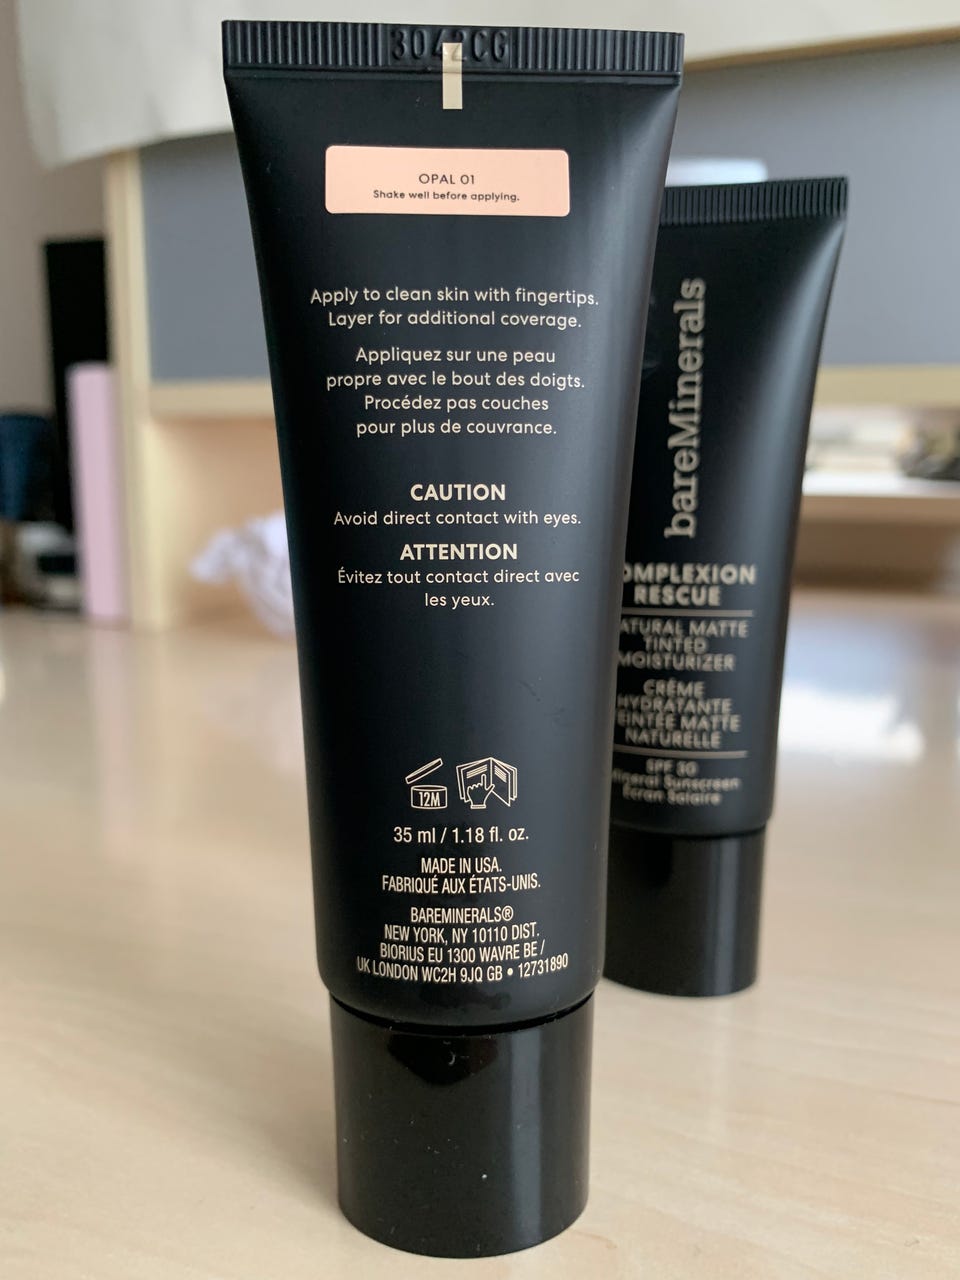 3042CG
OPAL 01
Shake well before applying.
Apply to clean skin with fingertips.
Layer for additional coverage.
Appliquez sur une peau
propre avec le bout des doigts.
Procédez pas couches
pour plus de couvrance.
CAUTION
Avoid direct contact with eyes.
ATTENTION
Évitez tout contact direct avec
les yeux.
12M
35 ml / 1.18 fl. oz.
MADE IN USA.
FABRIQUÉ AUX ÉTATS-UNIS.
BAREMINERALS®
NEW YORK, NY 10110 DIST.
BIORIUS EU 1300 WAVRE BE /
UK LONDON WC2H 9JQ GB • 12731890
bareMinerals
OMPLEXION
RESCUE
ATURAL MATTE
TINTED
MOISTURIZER
CRÈME
HYDRATANTE
EINTÉE MATTE
NATURELLE
SPF 30
ineral Sunscreen
Écran Solaire